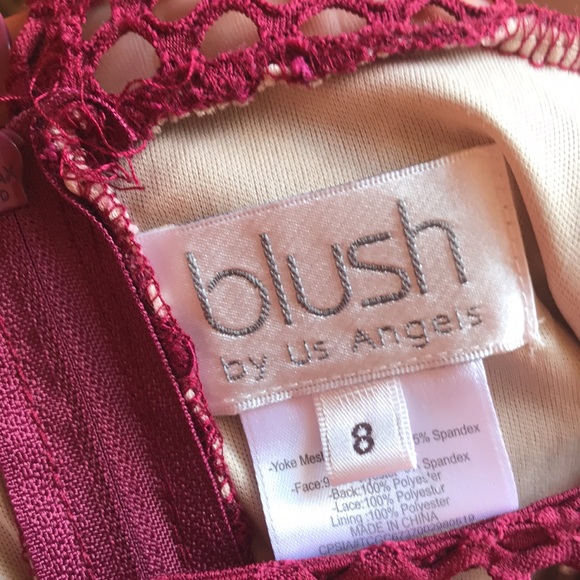 blush
by Us Angels
8
-Yoke Mesh 5% Spandex
-Face:9 Spandex
-Back:100% Polyester
-Lace:100% Polyester
Lining :100% Polyester
MADE IN CHINA